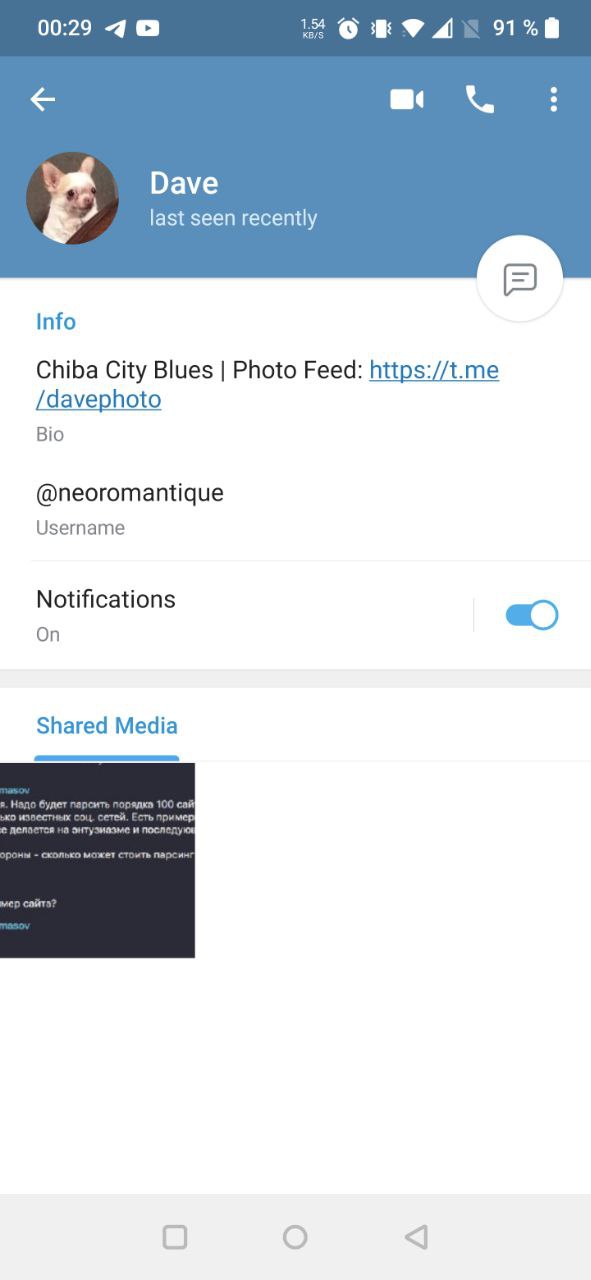 00:29
1.54
KB/S
91 %
Dave
last seen recently
Info
Chiba City Blues | Photo Feed: https://t.me
/davephoto
Bio
@neoromantique
Username
Notifications
On
Shared Media
masov
я. Надо будет парсить порядка 100 сай
ько известных соц. сетей. Есть пример
се делается на энтузиазме и последую
ороны - сколько может стоить парсинг
мер сайта?
masov